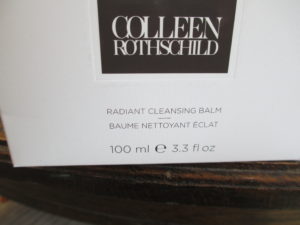 COLLEEN
ROTHSCHILD
RADIANT CLEANSING BALM
BAUME NETTOYANT ÉCLAT
100 ml ℮ 3.3 fl oz